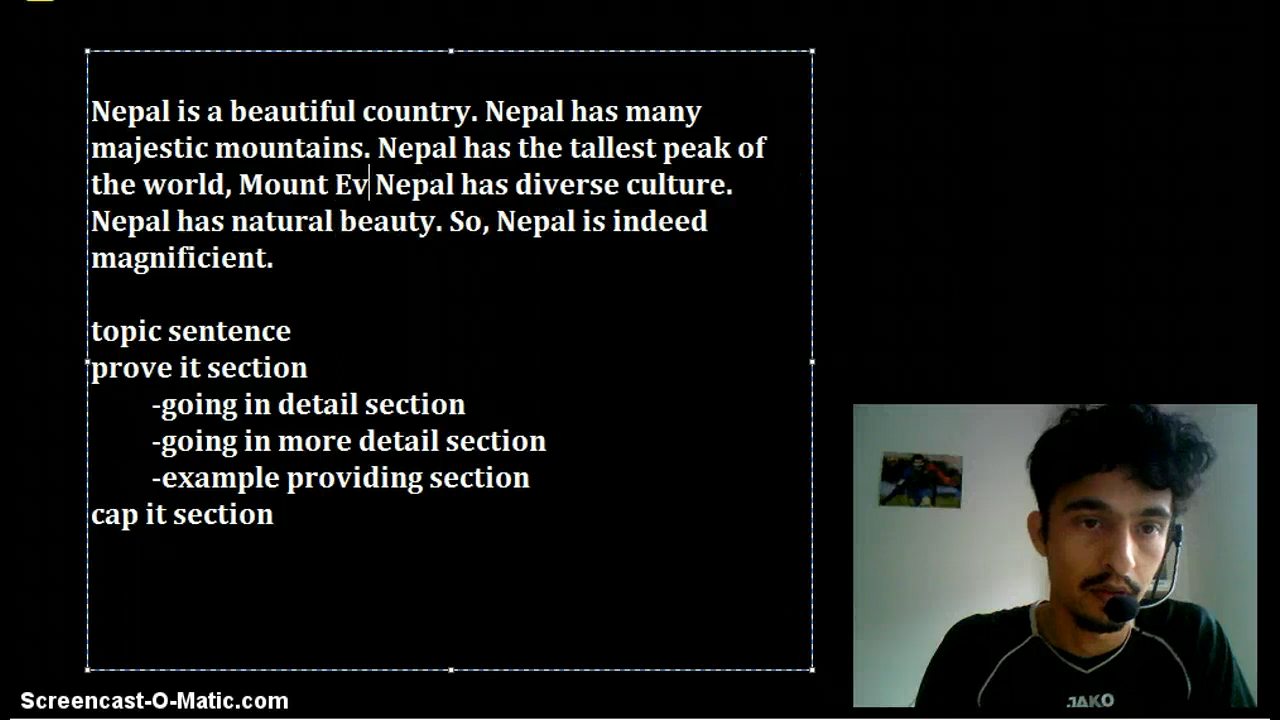 Nepal is a beautiful country. Nepal has many
majestic mountains. Nepal has the tallest peak of
the world, Mount Ev Nepal has diverse culture.
Nepal has natural beauty. So, Nepal is indeed
magnificient.
topic sentence
prove it section
-going in detail section
-going in more detail section
-example providing section
cap it section
JAKO
Screencast-O-Matic.com